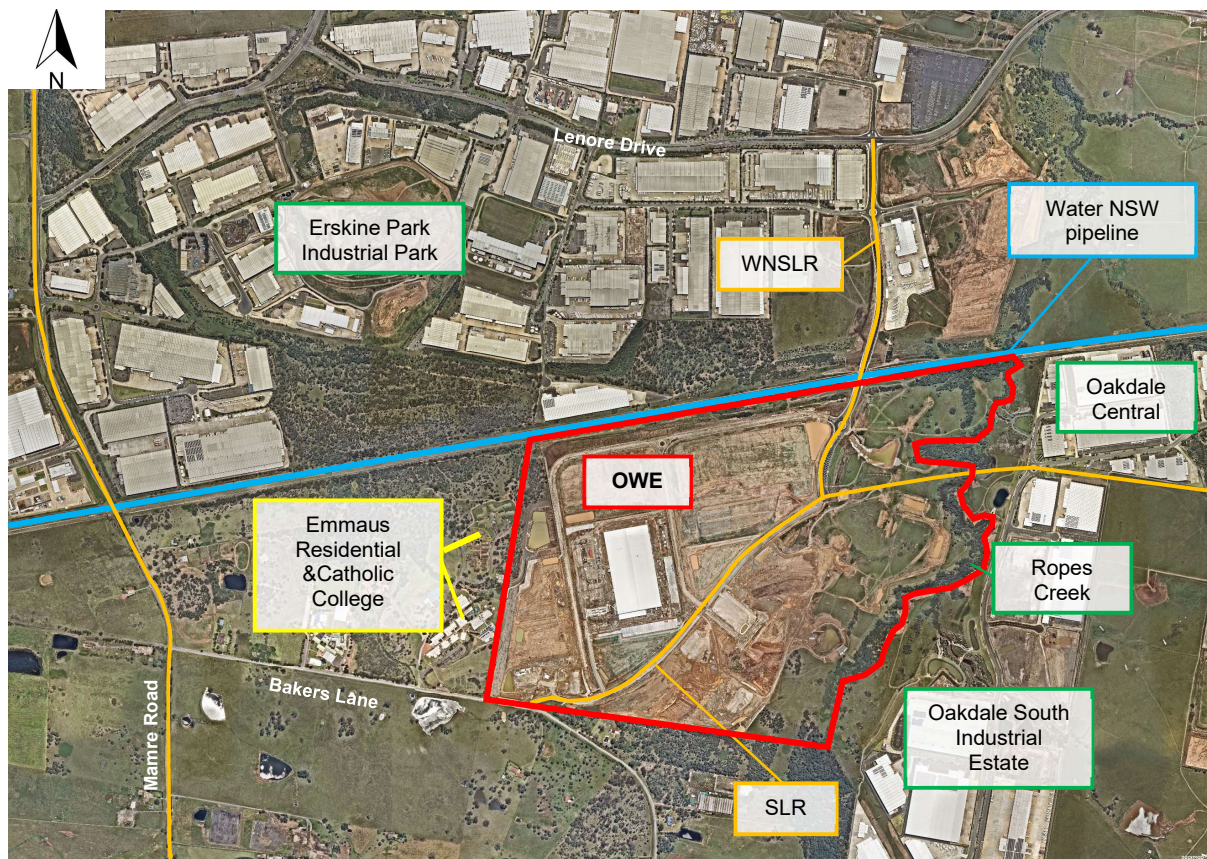 N
Lenore Drive
Erskine Park
Industrial Park
WNSLR
Water NSW
pipeline
Oakdale
Central
OWE
Emmaus
Residential
&Catholic
College
Ropes
Creek
Bakers Lane
Mamre Road
Oakdale South
Industrial
Estate
SLR